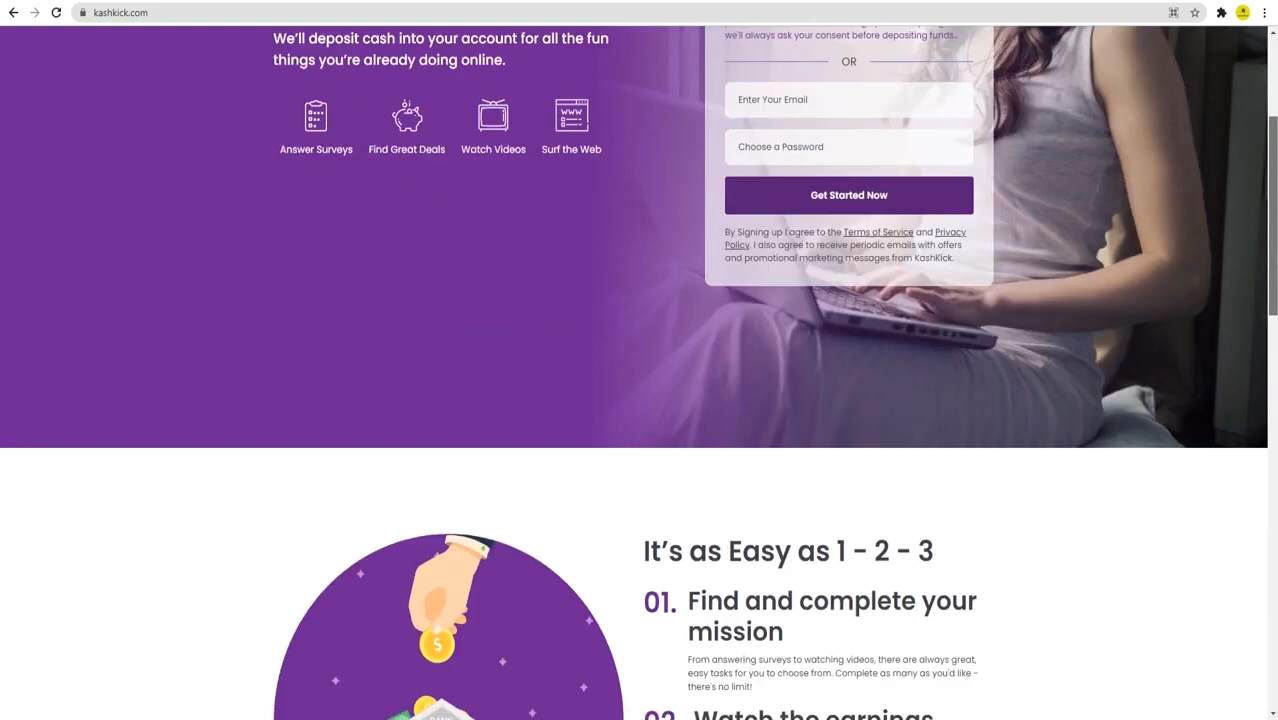 kashkick.com
We'll deposit cash into your account for all the fun
things you're already doing online.
Answer Surveys
Find Great Deals
Watch Videos
WWW
Surf the Web
we'll always ask your consent before depositing funds..
OR
Enter Your Email
Choose a Password
Get Started Now
By Signing up I agree to the Terms of Service and Privacy
Policy. I also agree to receive periodic emails with offers
and promotional marketing messages from KashKick.
It's as Easy as 1 - 2 - 3
01. Find and complete your
mission
From answering surveys to watching videos, there are always great,
easy tasks for you to choose from. Complete as many as you'd like -
there's no limit!
02. Watch the earnings
$